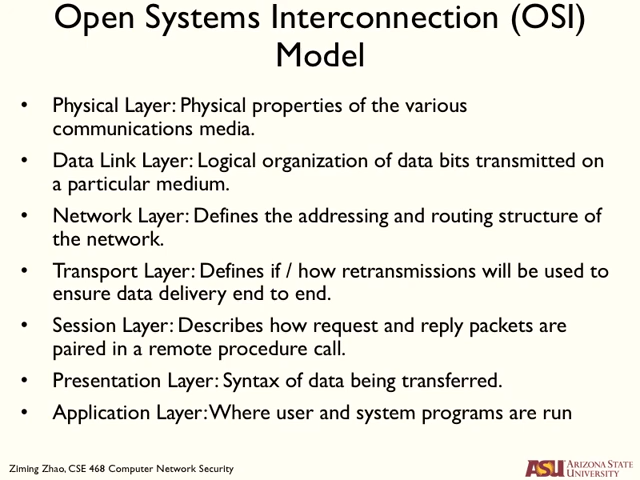 Open Systems Interconnection (OSI)
Model
• Physical Layer: Physical properties of the various
communications media.
• Data Link Layer: Logical organization of data bits transmitted on
a particular medium.
• Network Layer: Defines the addressing and routing structure of
the network.
• Transport Layer: Defines if / how retransmissions will be used to
ensure data delivery end to end.
• Session Layer: Describes how request and reply packets are
paired in a remote procedure call.
• Presentation Layer: Syntax of data being transferred.
• Application Layer: Where user and system programs are run
Ziming Zhao, CSE 468 Computer Network Security
ASU ARIZONA STATE
UNIVERSITY